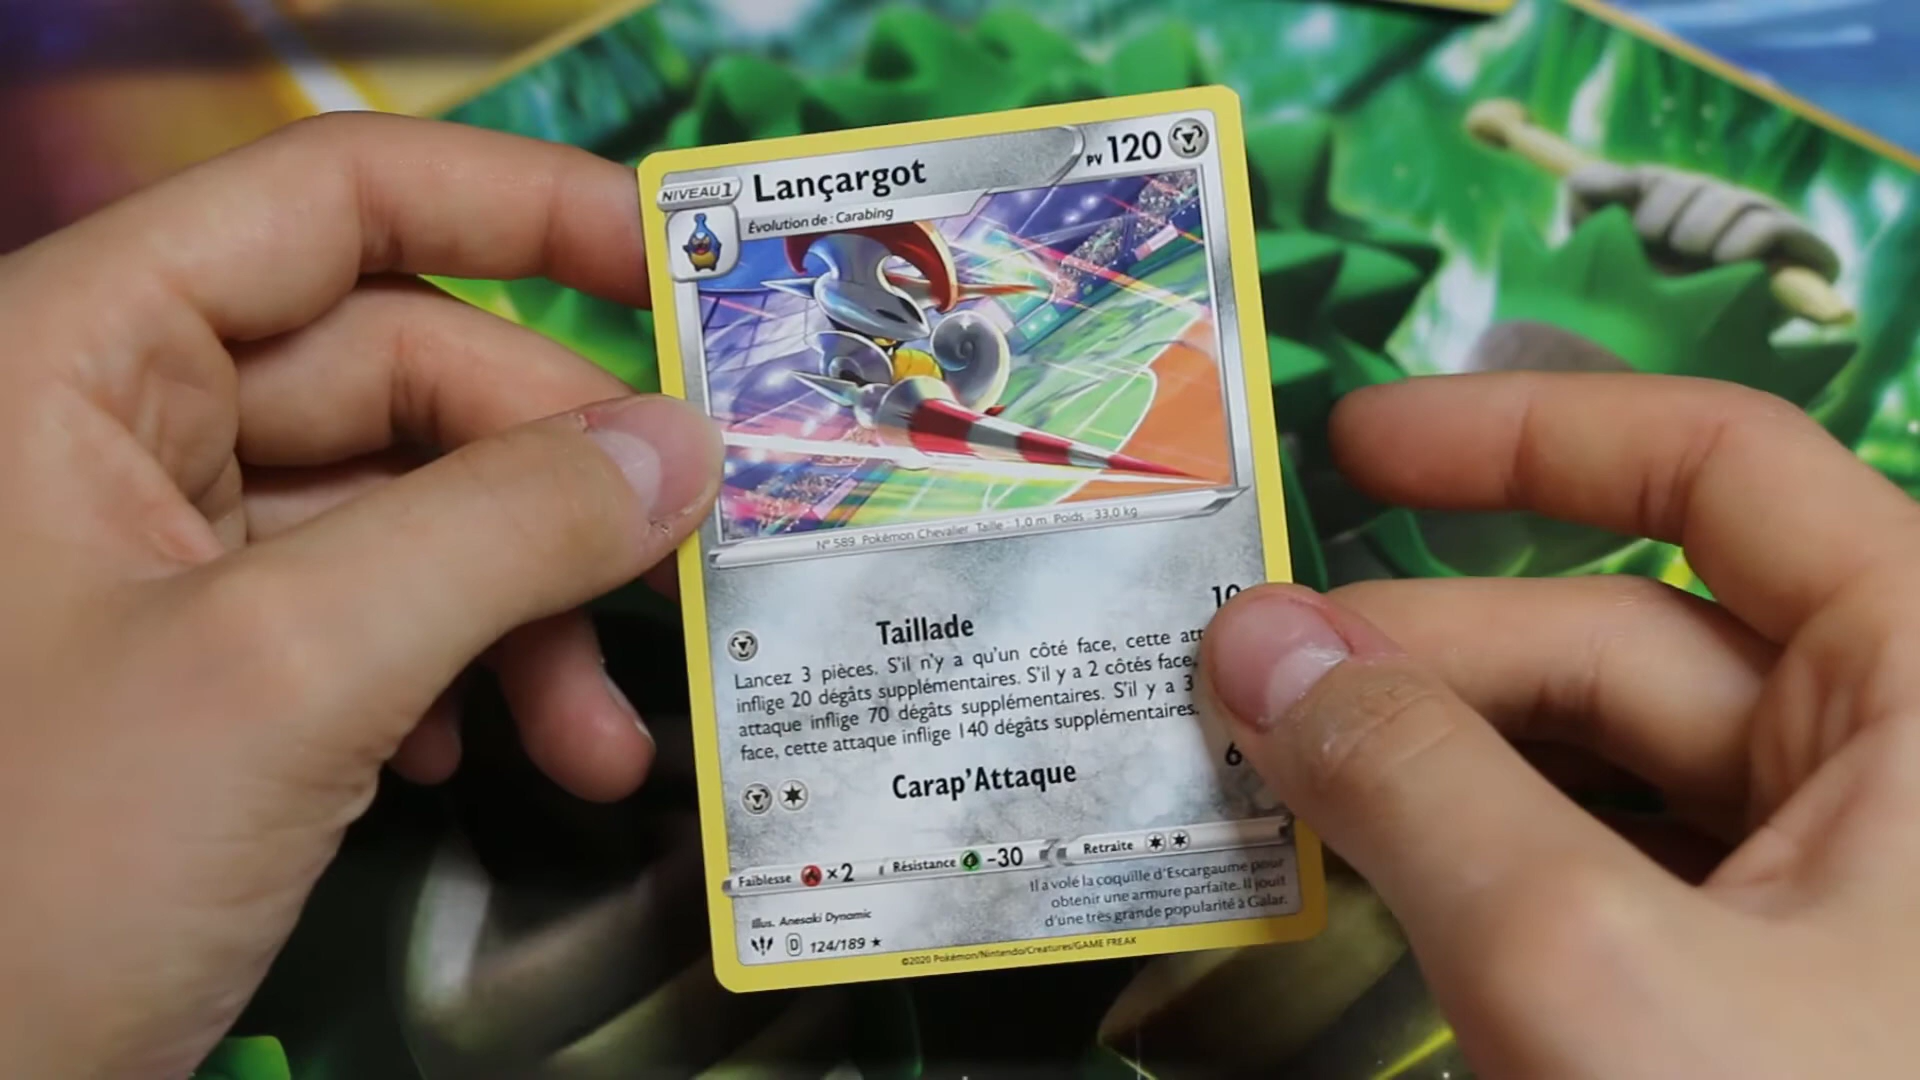 NIVEAU 1
Lançargot
PV 120
Évolution de : Carabing
N° 589 Pokémon Chevalier Taille : 1,0 m Poids : 33,0 kg
Taillade
10
Lancez 3 pièces. S'il n'y a qu'un côté face, cette att
inflige 20 dégâts supplémentaires. S'il y a 2 côtés face,
attaque inflige 70 dégâts supplémentaires. S'il y a 3
face, cette attaque inflige 140 dégâts supplémentaires.
Carap'Attaque
6
Faiblesse ×2 Résistance -30 Retraite
Il a volé la coquille d'Escargaume pour
obtenir une armure parfaite. Il jouit
d'une très grande popularité à Galar.
Illus. Anesaki Dynamic
D 124/189 ★
©2020 Pokémon/Nintendo/Creatures/GAME FREAK